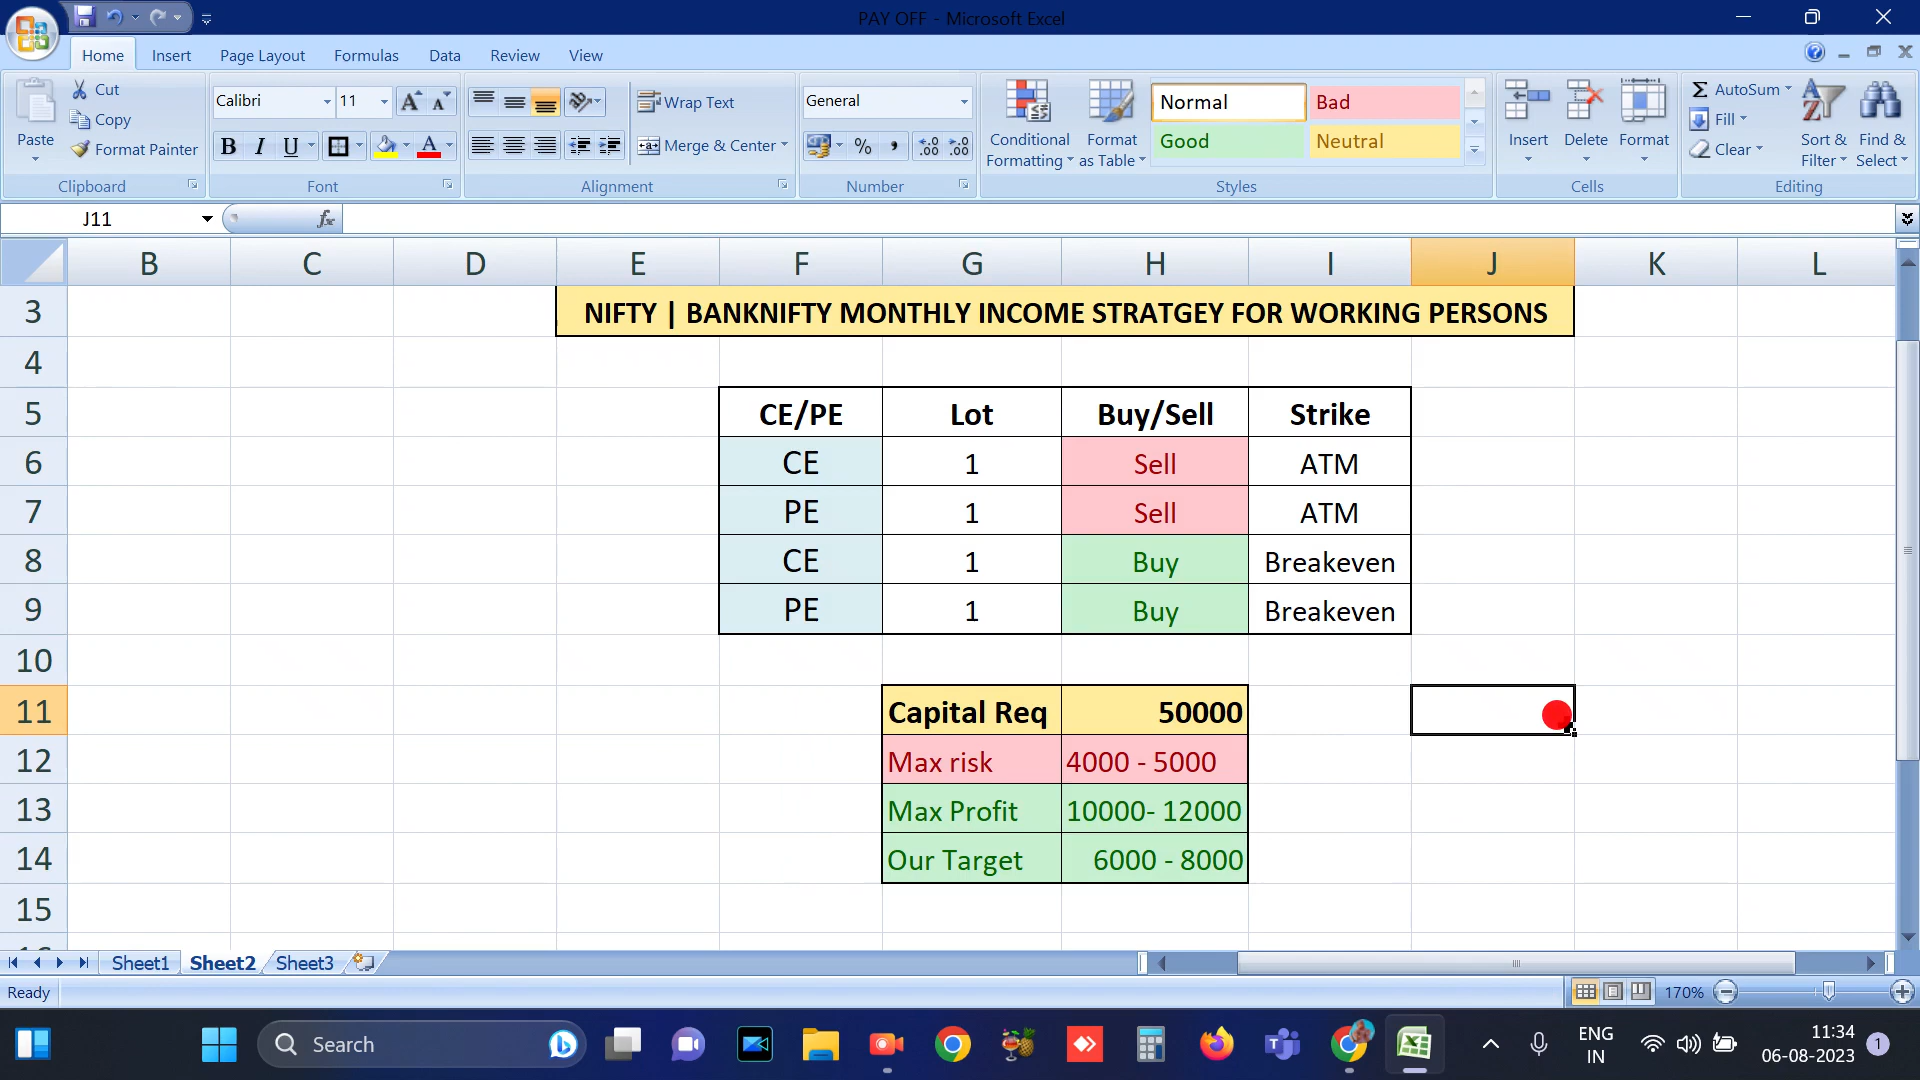 PAY OFF - Microsoft Excel
Home Insert Page Layout Formulas Data Review View
Paste
Cut
Copy
Format Painter
Clipboard
Calibri 11
B I U
Font
Wrap Text
Merge & Center
Alignment
General
%
Number
Conditional Formatting
Format as Table
Normal Bad
Good Neutral
Styles
Insert Delete Format
Cells
AutoSum
Fill
Clear
Sort & Filter
Find & Select
Editing
J11
B C D E F G H I J K L
3 NIFTY | BANKNIFTY MONTHLY INCOME STRATGEY FOR WORKING PERSONS
4
5 CE/PE Lot Buy/Sell Strike
6 CE 1 Sell ATM
7 PE 1 Sell ATM
8 CE 1 Buy Breakeven
9 PE 1 Buy Breakeven
10
11 Capital Req 50000
12 Max risk 4000 - 5000
13 Max Profit 10000- 12000
14 Our Target 6000 - 8000
15
Sheet1 Sheet2 Sheet3
Ready 170%
Search
ENG
IN
11:34
06-08-2023
1